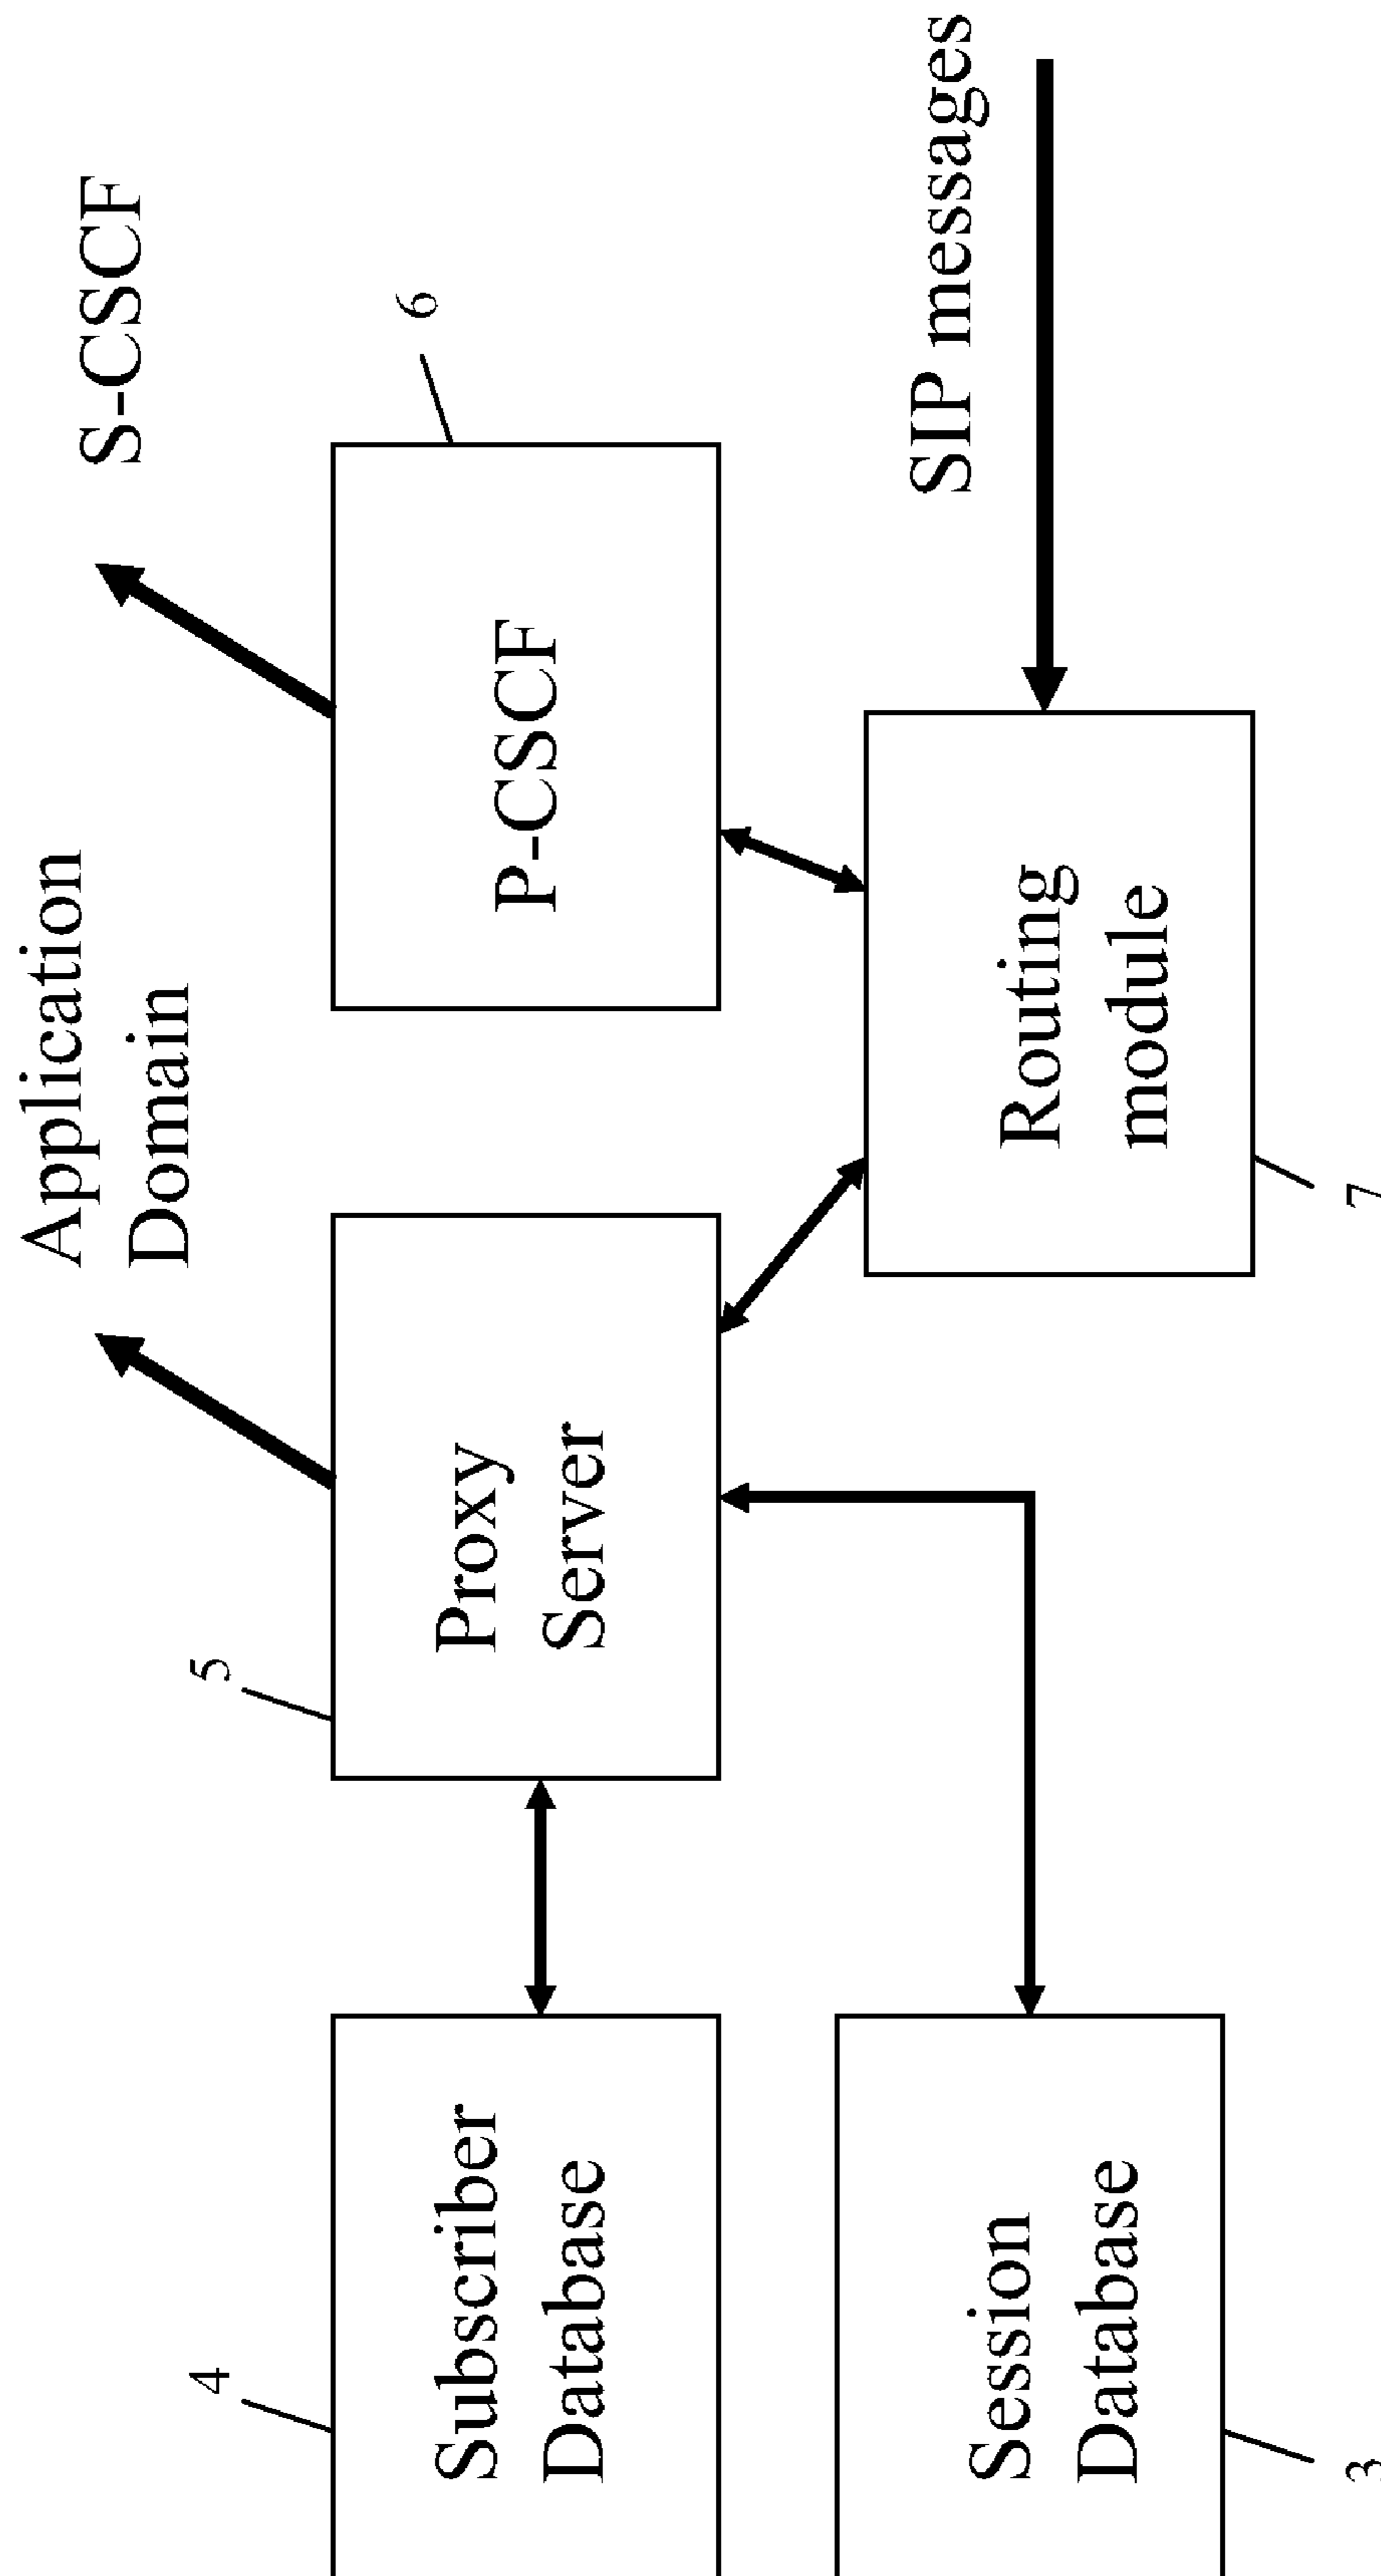 Application
Domain
S-CSCF
4
5
6
Subscriber
Database
Proxy
Server
P-CSCF
SIP messages
Session
Database
Routing
module
3
7